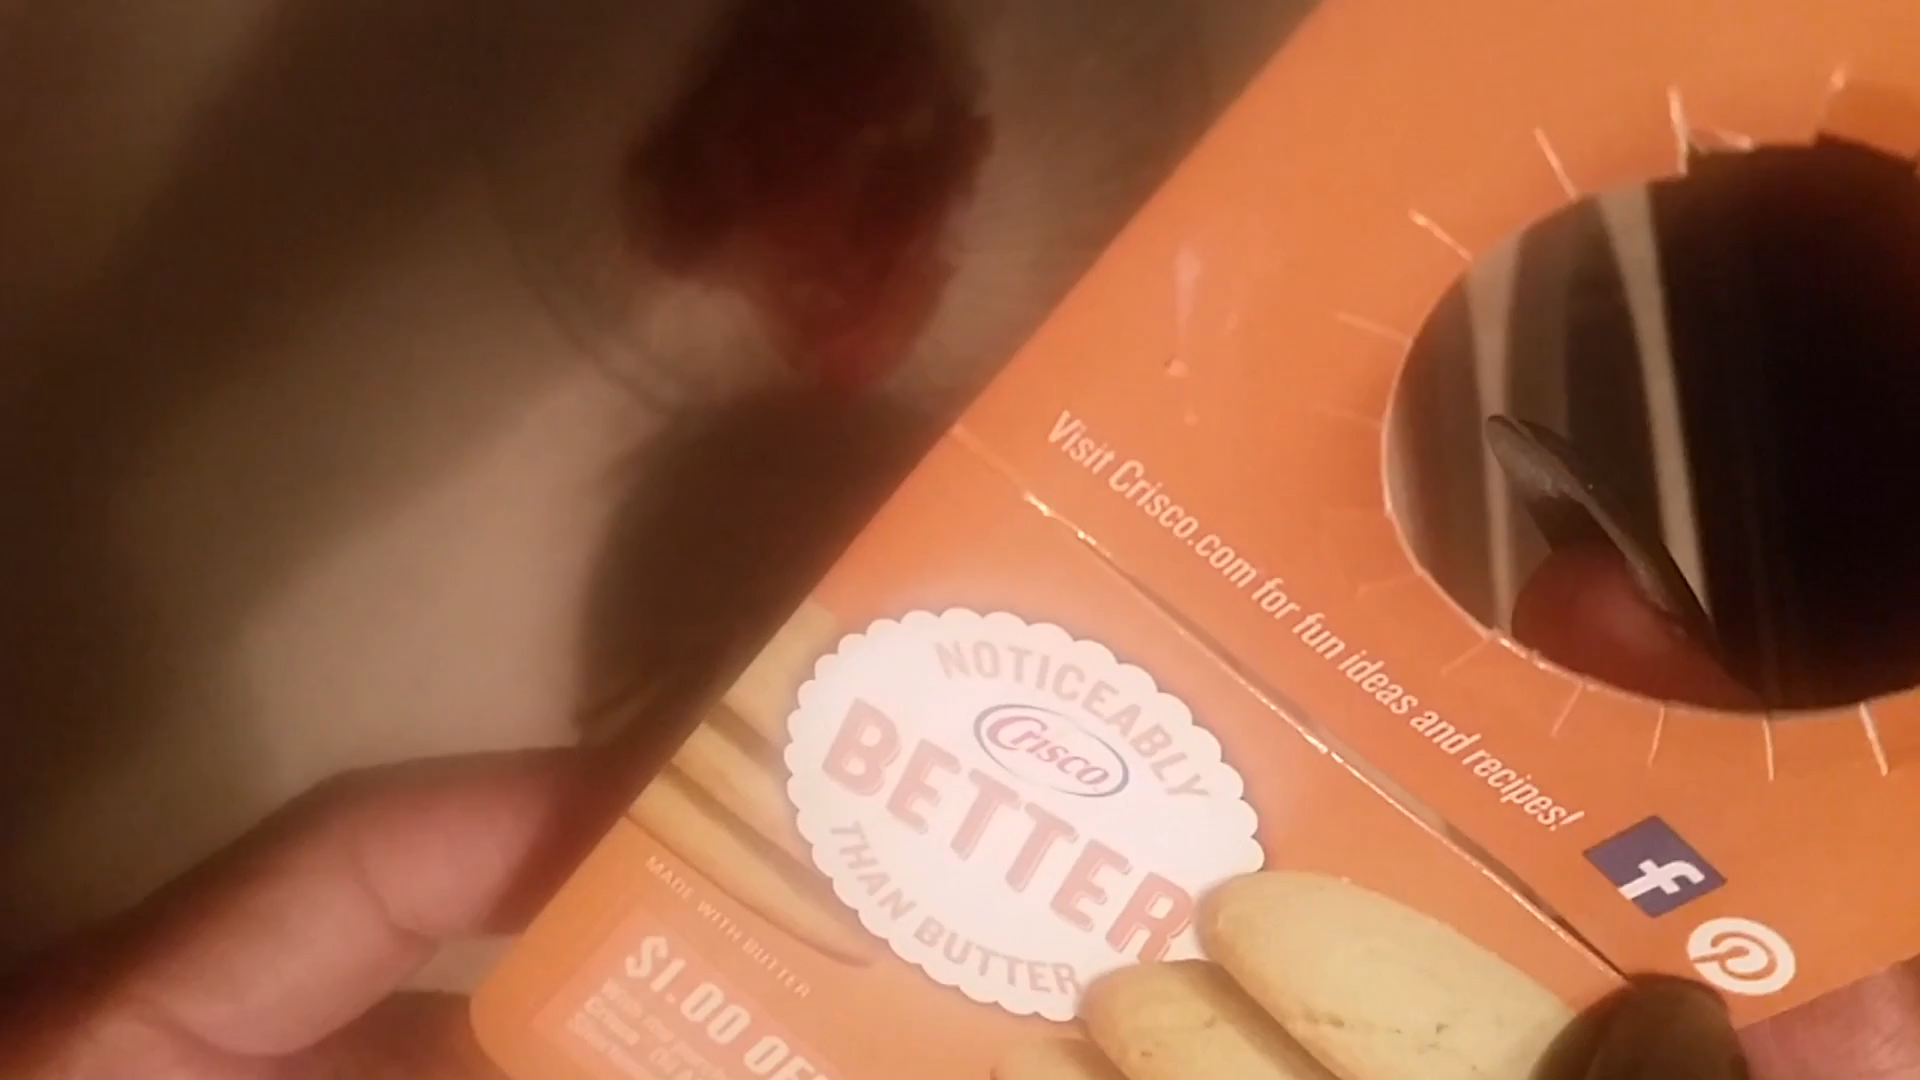 Visit Crisco.com for fun ideas and recipes!
NOTICEABLY
Crisco
BETTER
THAN BUTTER
MADE WITH BUTTER
$1.00 OFF